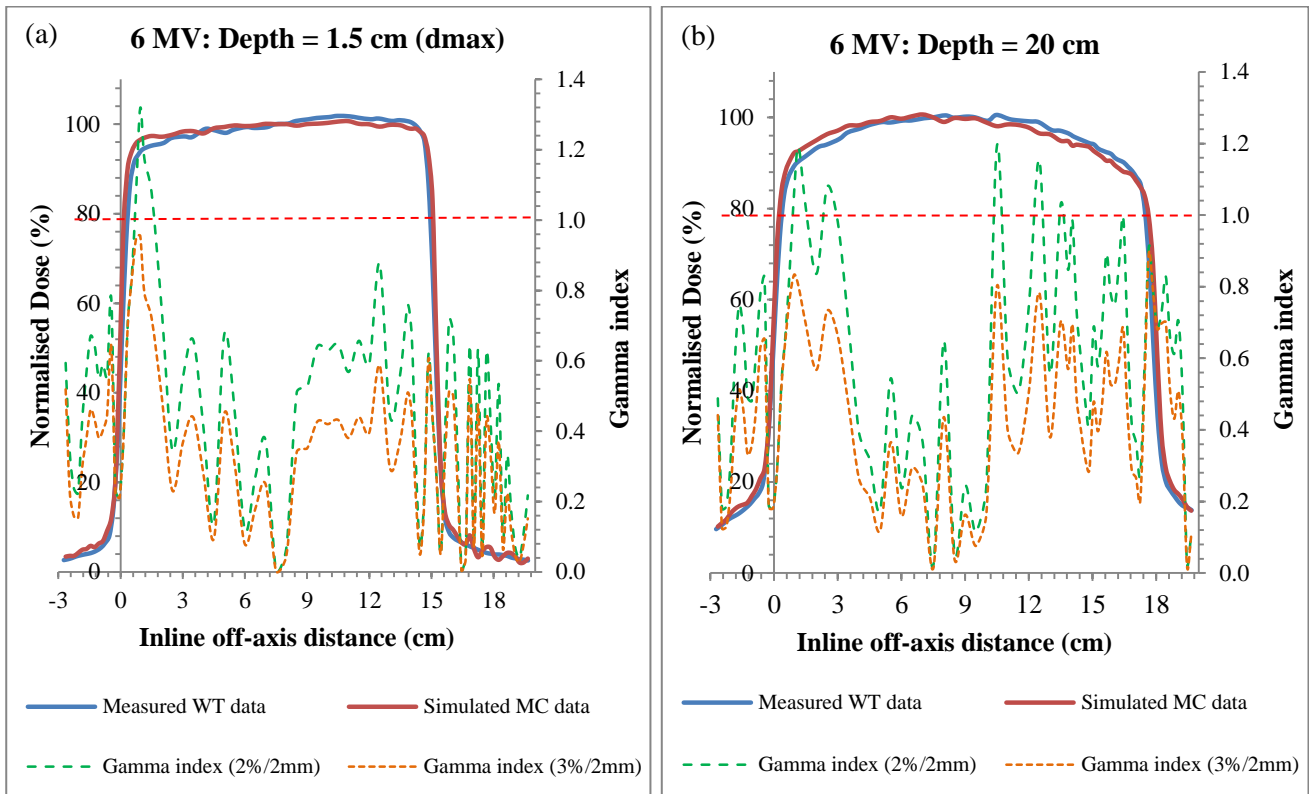 (a)
6 MV: Depth = 1.5 cm (dmax)
Normalised Dose (%)
100
80
60
40
20
0
1.4
1.2
1.0
0.8
0.6
0.4
0.2
0.0
Gamma index
-3 0 3 6 9 12 15 18
Inline off-axis distance (cm)
Measured WT data
Simulated MC data
Gamma index (2%/2mm)
Gamma index (3%/2mm)
(b)
6 MV: Depth = 20 cm
Normalised Dose (%)
100
80
60
40
20
0
1.4
1.2
1.0
0.8
0.6
0.4
0.2
0.0
Gamma index
-3 0 3 6 9 12 15 18
Inline off-axis distance (cm)
Measured WT data
Simulated MC data
Gamma index (2%/2mm)
Gamma index (3%/2mm)